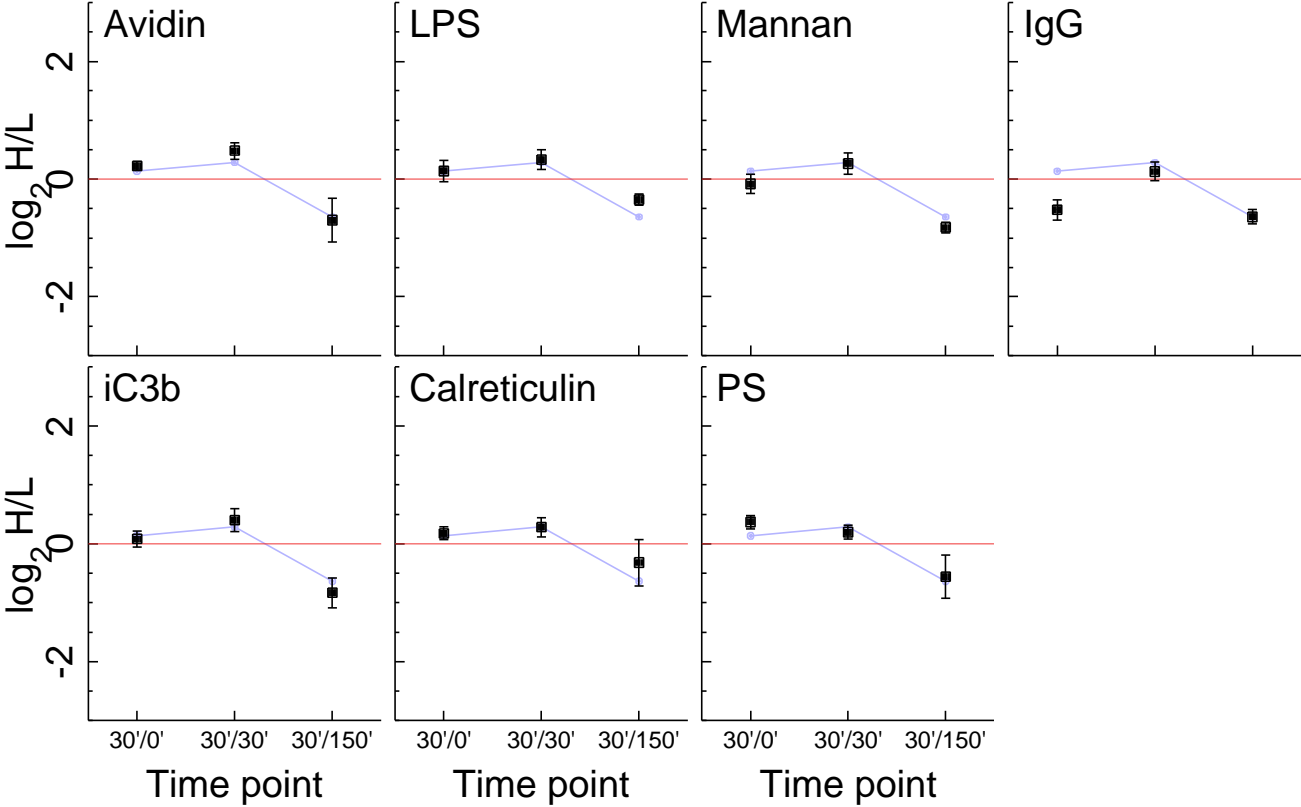 Avidin LPS Mannan IgG
2
0
-2
log2 H/L
iC3b Calreticulin PS
2
0
-2
log2 H/L
30'/0' 30'/30' 30'/150' 30'/0' 30'/30' 30'/150' 30'/0' 30'/30' 30'/150'
Time point Time point Time point